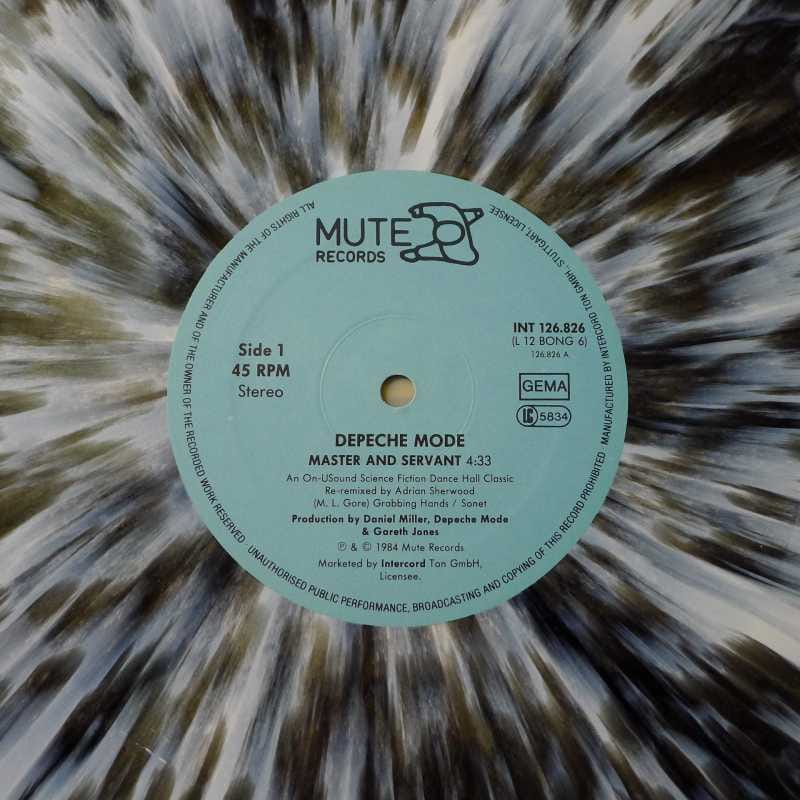 MUTE
RECORDS
Side 1
45 RPM
Stereo
INT 126.826
(L 12 BONG 6)
126.826 A
GEMA
LC 5834
DEPECHE MODE
MASTER AND SERVANT 4:33
An On-USound Science Fiction Dance Hall Classic
Re-remixed by Adrian Sherwood
(M. L. Gore) Grabbing Hands / Sonet
Production by Daniel Miller, Depeche Mode
& Gareth Jones
℗ & © 1984 Mute Records
Marketed by Intercord Ton GmbH,
Licensee.
ALL RIGHTS OF THE MANUFACTURER AND OF THE OWNER OF THE RECORDED WORK RESERVED · UNAUTHORISED PUBLIC PERFORMANCE, BROADCASTING AND COPYING OF THIS RECORD PROHIBITED · MANUFACTURED BY INTERCORD TON GMBH., STUTTGART, LICENSEE